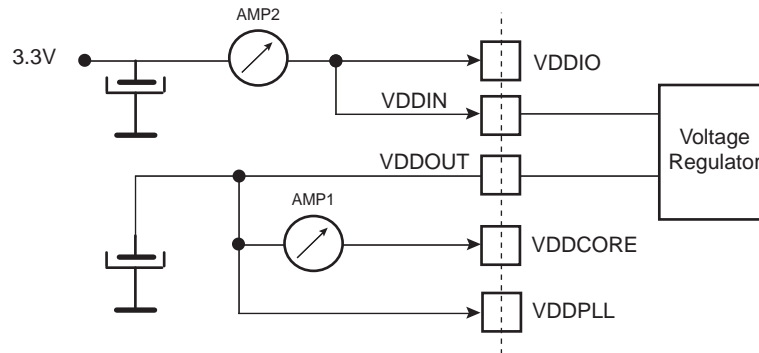 AMP2
3.3V
VDDIO
VDDIN
Voltage
Regulator
VDDOUT
AMP1
VDDCORE
VDDPLL